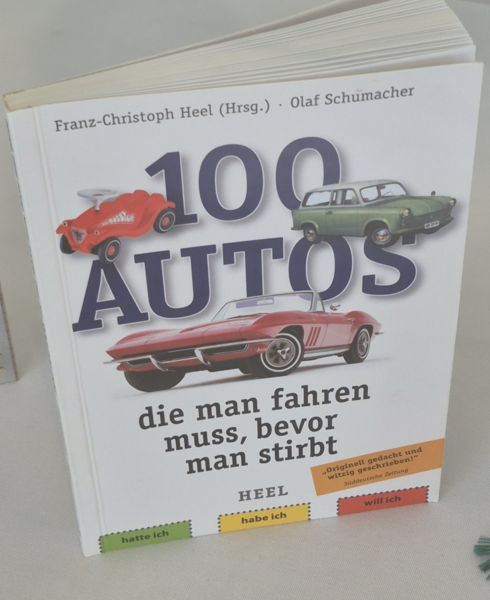 Franz-Christoph Heel (Hrsg.) · Olaf Schumacher
100
AUTOS
die man fahren
muss, bevor
man stirbt
„Originell gedacht und
witzig geschrieben!“
Süddeutsche Zeitung
HEEL
hatte ich
habe ich
will ich